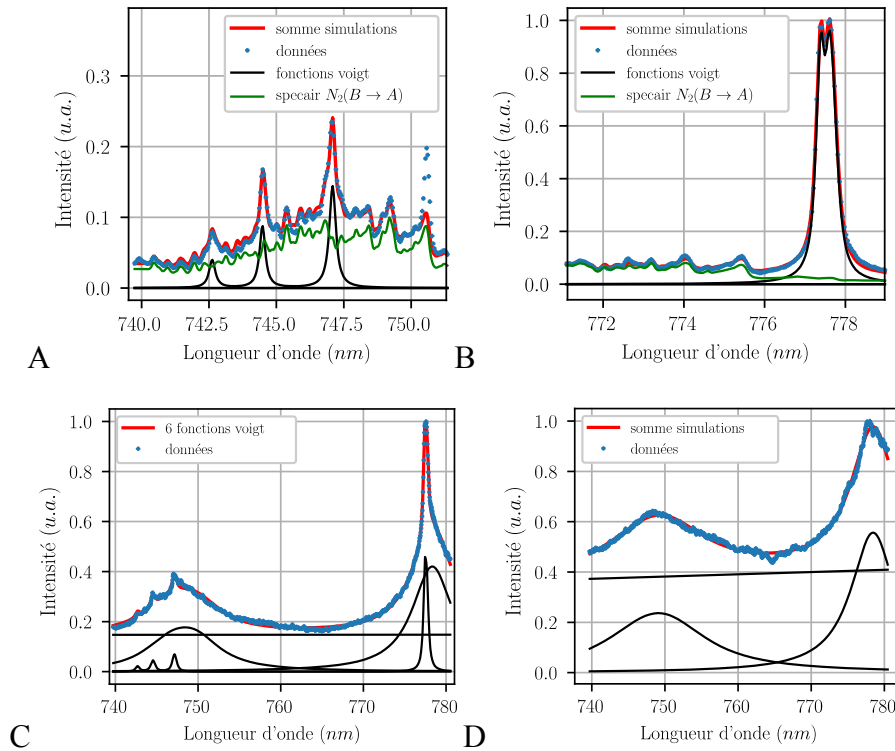 somme simulations
données
fonctions voigt
specair N₂(B → A)
Intensité (u.a.)
0.3
0.2
0.1
0.0
740.0 742.5 745.0 747.5 750.0
Longueur d'onde (nm)
A
somme simulations
données
fonctions voigt
specair N₂(B → A)
Intensité (u.a.)
1.0
0.8
0.6
0.4
0.2
0.0
772 774 776 778
Longueur d'onde (nm)
B
6 fonctions voigt
données
Intensité (u.a.)
1.0
0.8
0.6
0.4
0.2
0.0
740 750 760 770 780
Longueur d'onde (nm)
C
somme simulations
données
Intensité (u.a.)
1.0
0.8
0.6
0.4
0.2
0.0
740 750 760 770 780
Longueur d'onde (nm)
D